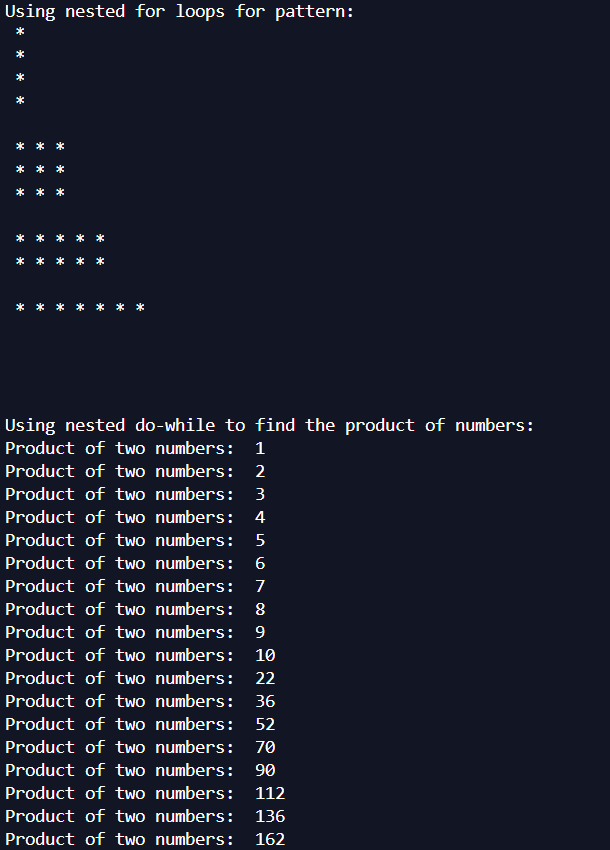 Using nested for loops for pattern:
*
*
*
*
* * *
* * *
* * *
* * * * *
* * * * *
* * * * * * *
Using nested do-while to find the product of numbers:
Product of two numbers:  1
Product of two numbers:  2
Product of two numbers:  3
Product of two numbers:  4
Product of two numbers:  5
Product of two numbers:  6
Product of two numbers:  7
Product of two numbers:  8
Product of two numbers:  9
Product of two numbers:  10
Product of two numbers:  22
Product of two numbers:  36
Product of two numbers:  52
Product of two numbers:  70
Product of two numbers:  90
Product of two numbers:  112
Product of two numbers:  136
Product of two numbers:  162